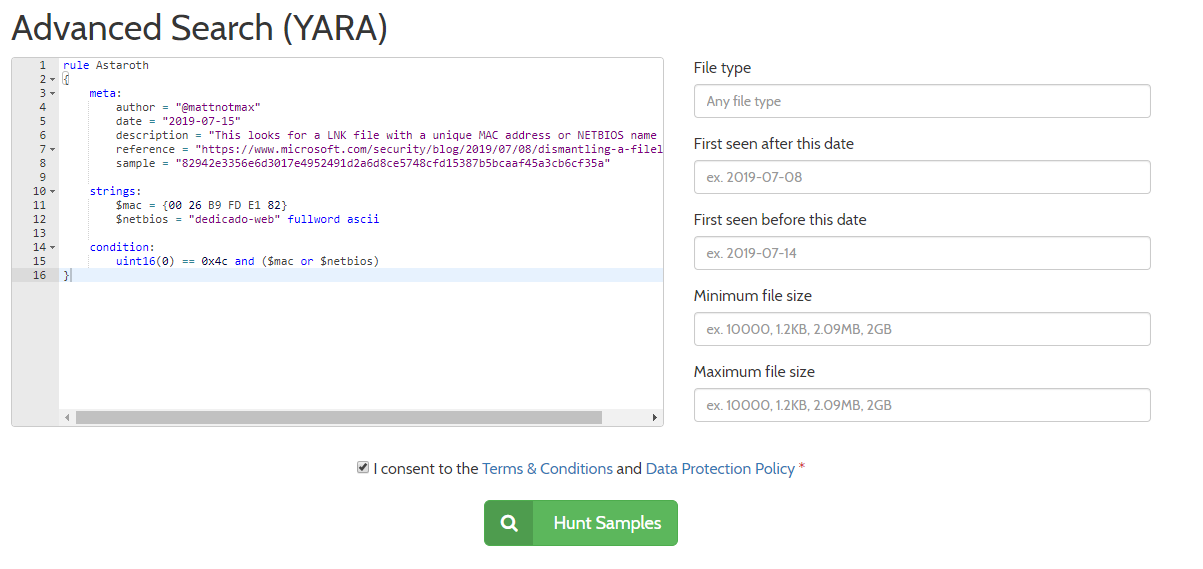 Advanced Search (YARA)
1 rule Astaroth
2 {
3 meta:
4 author = "@mattnotmax"
5 date = "2019-07-15"
6 description = "This looks for a LNK file with a unique MAC address or NETBIOS name
7 reference = "https://www.microsoft.com/security/blog/2019/07/08/dismantling-a-filel
8 sample = "82942e3356e6d3017e4952491d2a6d8ce5748cfd15387b5bcaaf45a3cb6cf35a"
9
10 strings:
11 $mac = {00 26 B9 FD E1 82}
12 $netbios = "dedicado-web" fullword ascii
13
14 condition:
15 uint16(0) == 0x4c and ($mac or $netbios)
16 }
File type
Any file type
First seen after this date
ex. 2019-07-08
First seen before this date
ex. 2019-07-14
Minimum file size
ex. 10000, 1.2KB, 2.09MB, 2GB
Maximum file size
ex. 10000, 1.2KB, 2.09MB, 2GB
I consent to the Terms & Conditions and Data Protection Policy *
Hunt Samples